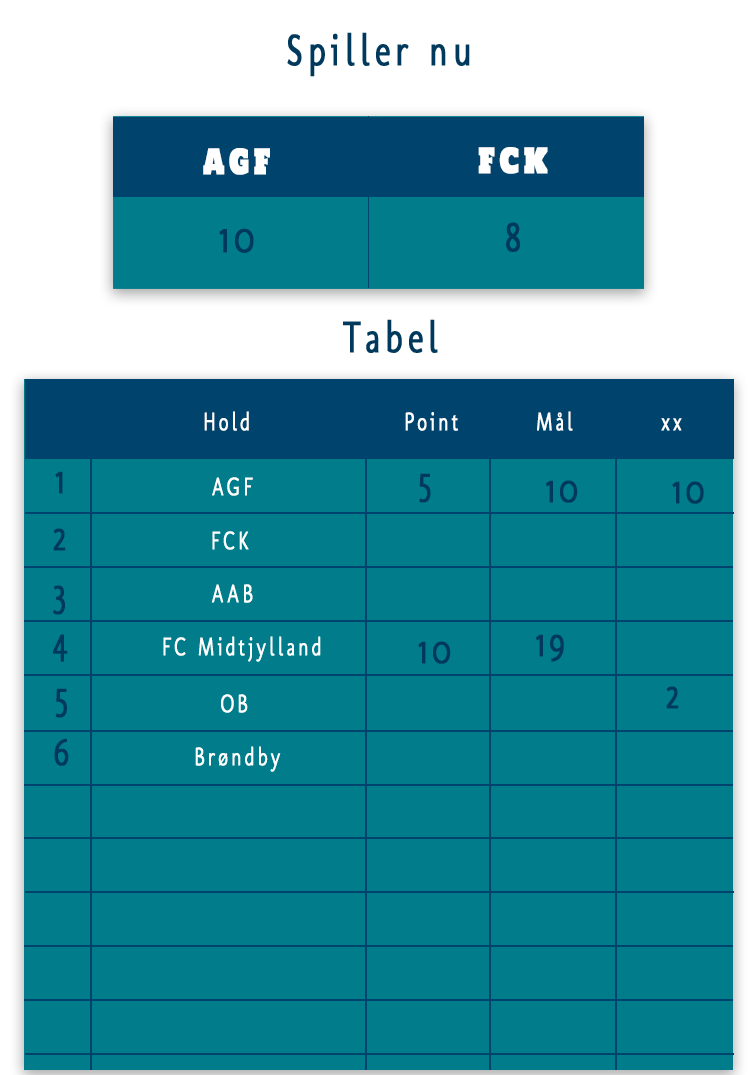 Spiller nu
AGF FCK
10 8
Tabel
Hold Point Mål xx
1 AGF 5 10 10
2 FCK
3 AAB
4 FC Midtjylland 10 19
5 OB 2
6 Brøndby